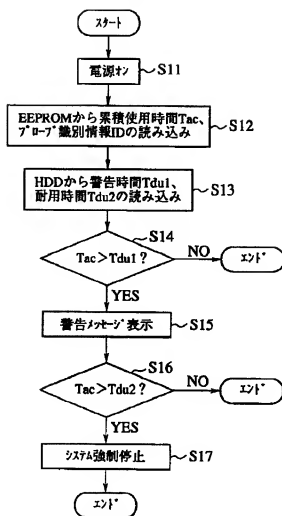 スタート
電源オン
S11
EEPROMから累積使用時間Tac、
プローブ識別情報IDの読み込み
S12
HDDから警告時間Tdu1、
耐用時間Tdu2の読み込み
S13
S14
Tac>Tdu1?
NO
エンド
YES
警告メッセージ表示
S15
S16
Tac>Tdu2?
NO
エンド
YES
システム強制停止
S17
エンド